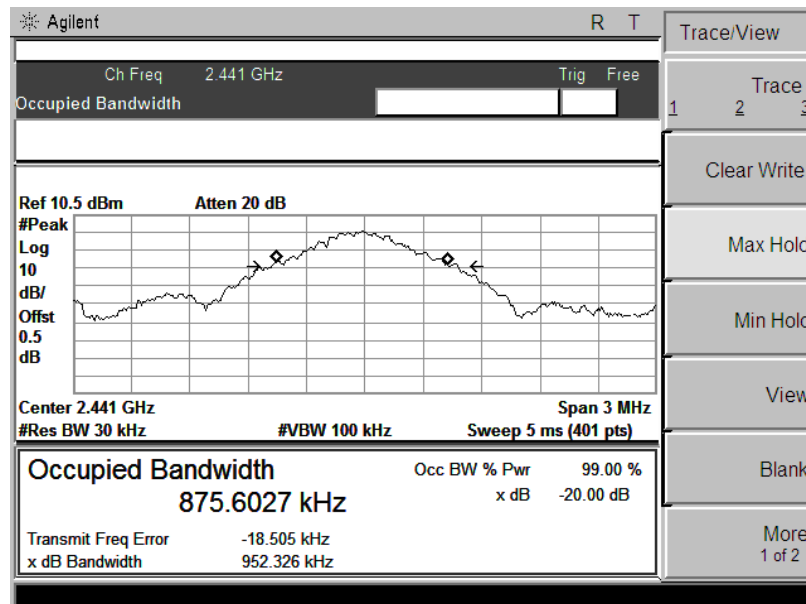 Agilent R T
Trace/View
Ch Freq 2.441 GHz Trig Free
Occupied Bandwidth
Trace
1 2 3
Clear Write
Ref 10.5 dBm Atten 20 dB
#Peak
Log
10
dB/
Offst
0.5
dB
Max Hold
Min Hold
View
Center 2.441 GHz Span 3 MHz
#Res BW 30 kHz #VBW 100 kHz Sweep 5 ms (401 pts)
Occupied Bandwidth Occ BW % Pwr 99.00 %
875.6027 kHz x dB -20.00 dB
Transmit Freq Error -18.505 kHz
x dB Bandwidth 952.326 kHz
Blank
More
1 of 2